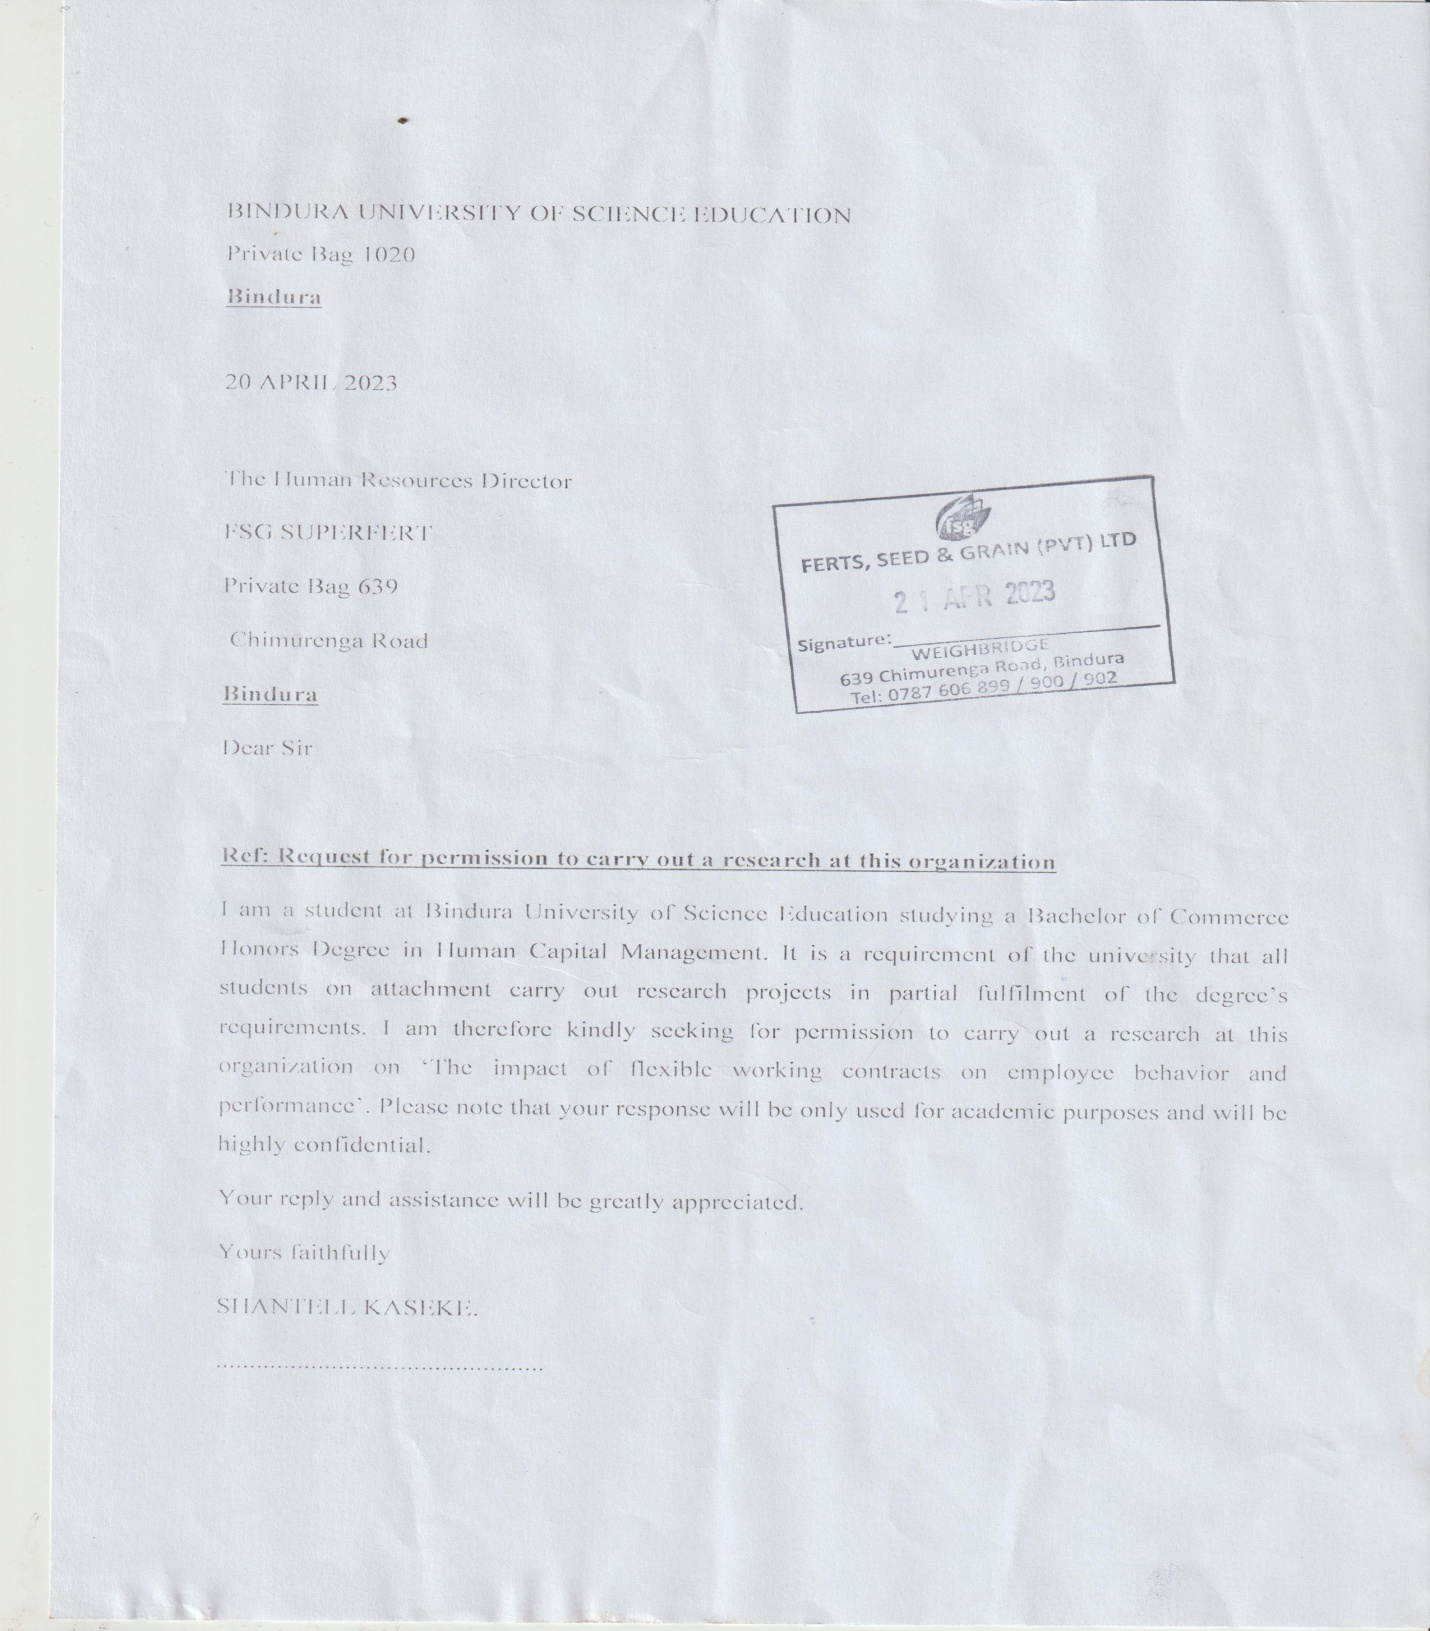 BINDURA UNIVERSITY OF SCIENCE EDUCATION
Private Bag 1020
Bindura
20 APRIL 2023
The Human Resources Director
FSG SUPERFERT
Private Bag 639
Chimurenga Road
Bindura
Dear Sir
fsg
FERTS, SEED & GRAIN (PVT) LTD
21 APR 2023
Signature:
WEIGHBRIDGE
639 Chimurenga Road, Bindura
Tel: 0787 606 899 / 900 / 902
Ref: Request for permission to carry out a research at this organization
I am a student at Bindura University of Science Education studying a Bachelor of Commerce
Honors Degree in Human Capital Management. It is a requirement of the university that all
students on attachment carry out research projects in partial fulfilment of the degree's
requirements. I am therefore kindly seeking for permission to carry out a research at this
organization on ‘The impact of flexible working contracts on employee behavior and
performance’. Please note that your response will be only used for academic purposes and will be
highly confidential.
Your reply and assistance will be greatly appreciated.
Yours faithfully
SHANTELL KASEKE.
.................................................